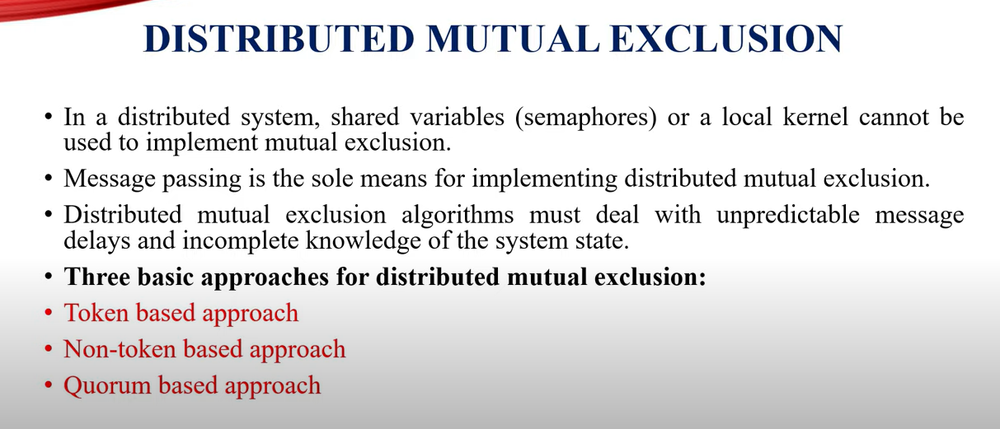 DISTRIBUTED MUTUAL EXCLUSION
• In a distributed system, shared variables (semaphores) or a local kernel cannot be
used to implement mutual exclusion.
• Message passing is the sole means for implementing distributed mutual exclusion.
• Distributed mutual exclusion algorithms must deal with unpredictable message
delays and incomplete knowledge of the system state.
• Three basic approaches for distributed mutual exclusion:
• Token based approach
• Non-token based approach
• Quorum based approach